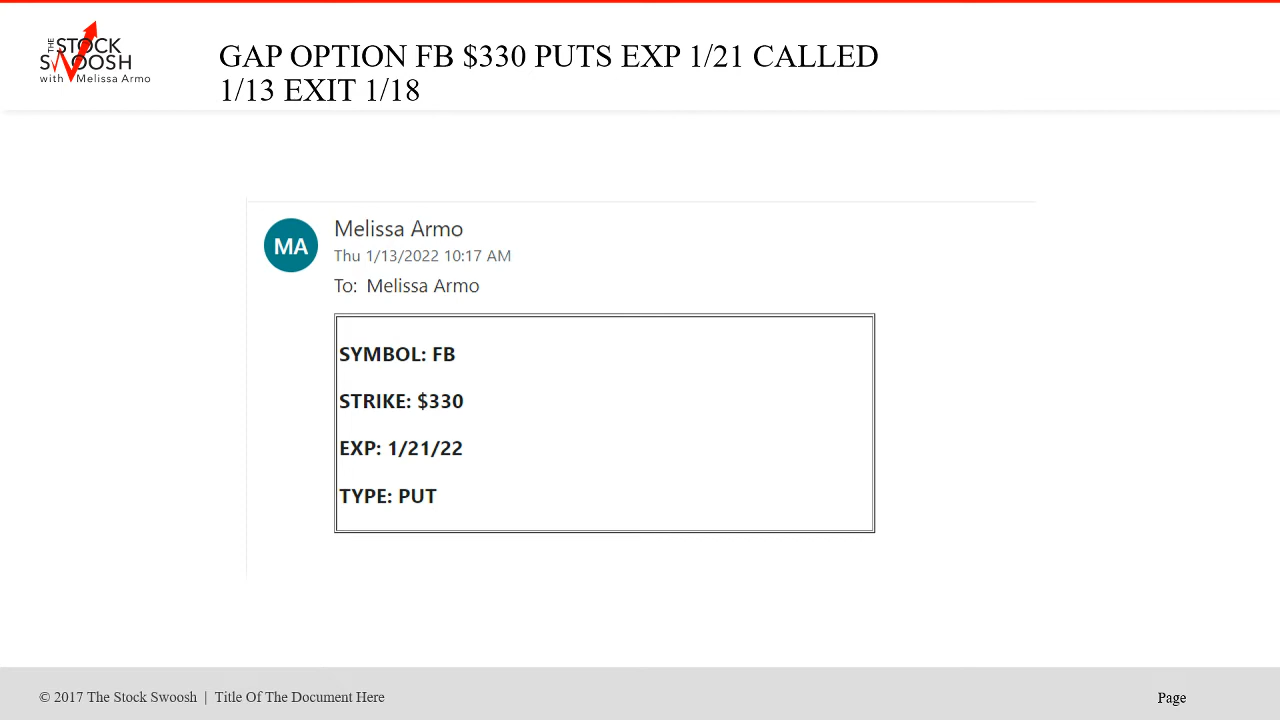 THE
STOCK
SWOOSH
with Melissa Armo
GAP OPTION FB $330 PUTS EXP 1/21 CALLED
1/13 EXIT 1/18
MA
Melissa Armo
Thu 1/13/2022 10:17 AM
To: Melissa Armo
SYMBOL: FB
STRIKE: $330
EXP: 1/21/22
TYPE: PUT
© 2017 The Stock Swoosh | Title Of The Document Here
Page